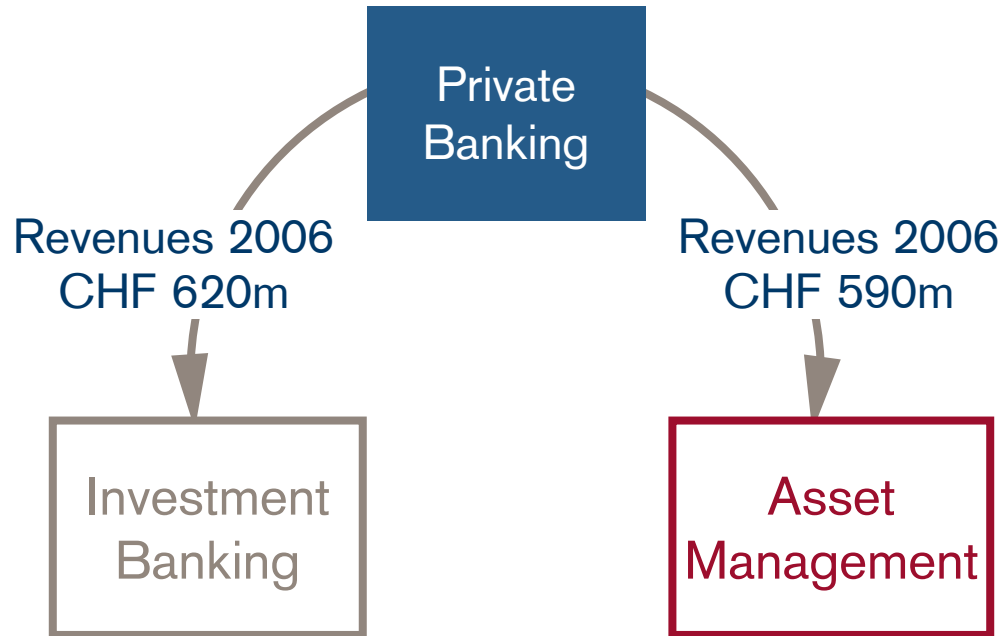 Private
Banking
Revenues 2006
CHF 620m
Revenues 2006
CHF 590m
Investment
Banking
Asset
Management